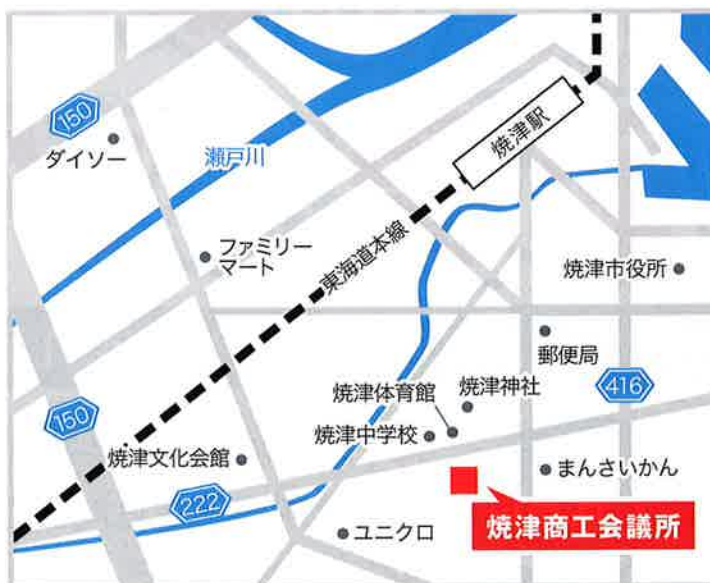 150
ダイソー
瀬戸川
焼津駅
ファミリー
マート
東海道本線
焼津市役所
郵便局
416
焼津体育館
焼津神社
焼津中学校
150
焼津文化会館
222
まんさいかん
焼津商工会議所
ユニクロ